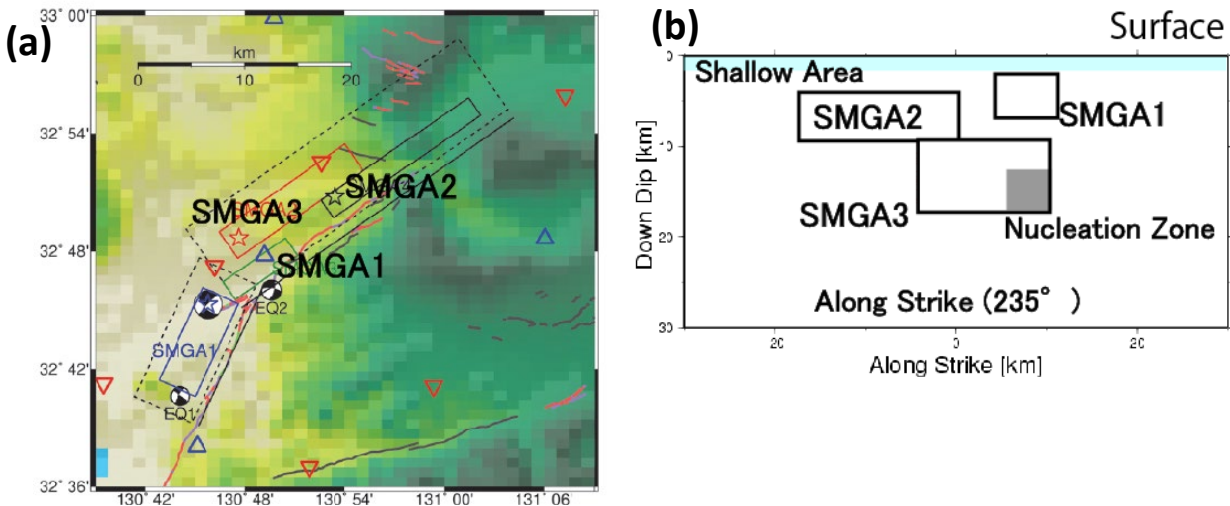 (a)
33° 00'
32° 54'
32° 48'
32° 42'
32° 36'
km
0 10 20
SMGA2
SMGA3
SMGA1
EQ2
SMGA1
EQ1
130° 42' 130° 48' 130° 54' 131° 00' 131° 06'
(b)
Surface
Shallow Area
SMGA2
SMGA1
SMGA3
Nucleation Zone
Along Strike (235° )
Down Dip [km]
0
10
20
30
20 0 20
Along Strike [km]